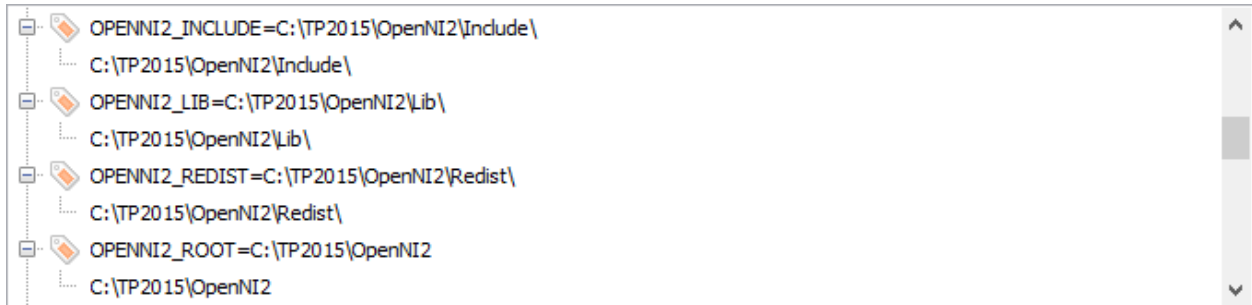 OPENNI2_INCLUDE=C:\TP2015\OpenNI2\Include\
C:\TP2015\OpenNI2\Include\
OPENNI2_LIB=C:\TP2015\OpenNI2\Lib\
C:\TP2015\OpenNI2\Lib\
OPENNI2_REDIST=C:\TP2015\OpenNI2\Redist\
C:\TP2015\OpenNI2\Redist\
OPENNI2_ROOT=C:\TP2015\OpenNI2
C:\TP2015\OpenNI2